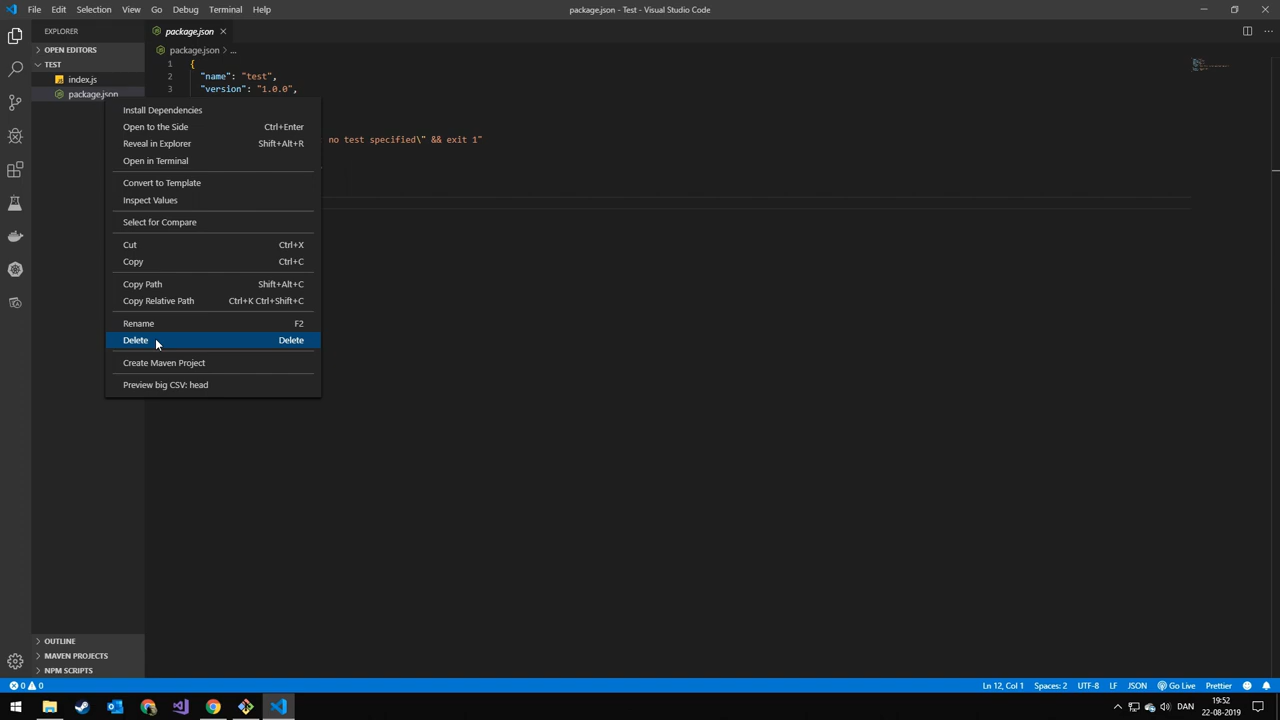 File Edit Selection View Go Debug Terminal Help
package.json - Test - Visual Studio Code
EXPLORER
package.json
OPEN EDITORS
package.json > ...
TEST
index.js
package.json
1 {
2 "name": "test",
3 "version": "1.0.0",
no test specified\" && exit 1"
Install Dependencies
Open to the Side Ctrl+Enter
Reveal in Explorer Shift+Alt+R
Open in Terminal
Convert to Template
Inspect Values
Select for Compare
Cut Ctrl+X
Copy Ctrl+C
Copy Path Shift+Alt+C
Copy Relative Path Ctrl+K Ctrl+Shift+C
Rename F2
Delete Delete
Create Maven Project
Preview big CSV: head
OUTLINE
MAVEN PROJECTS
NPM SCRIPTS
0 0
Ln 12, Col 1 Spaces: 2 UTF-8 LF JSON Go Live Prettier
DAN
19:52
22-08-2019